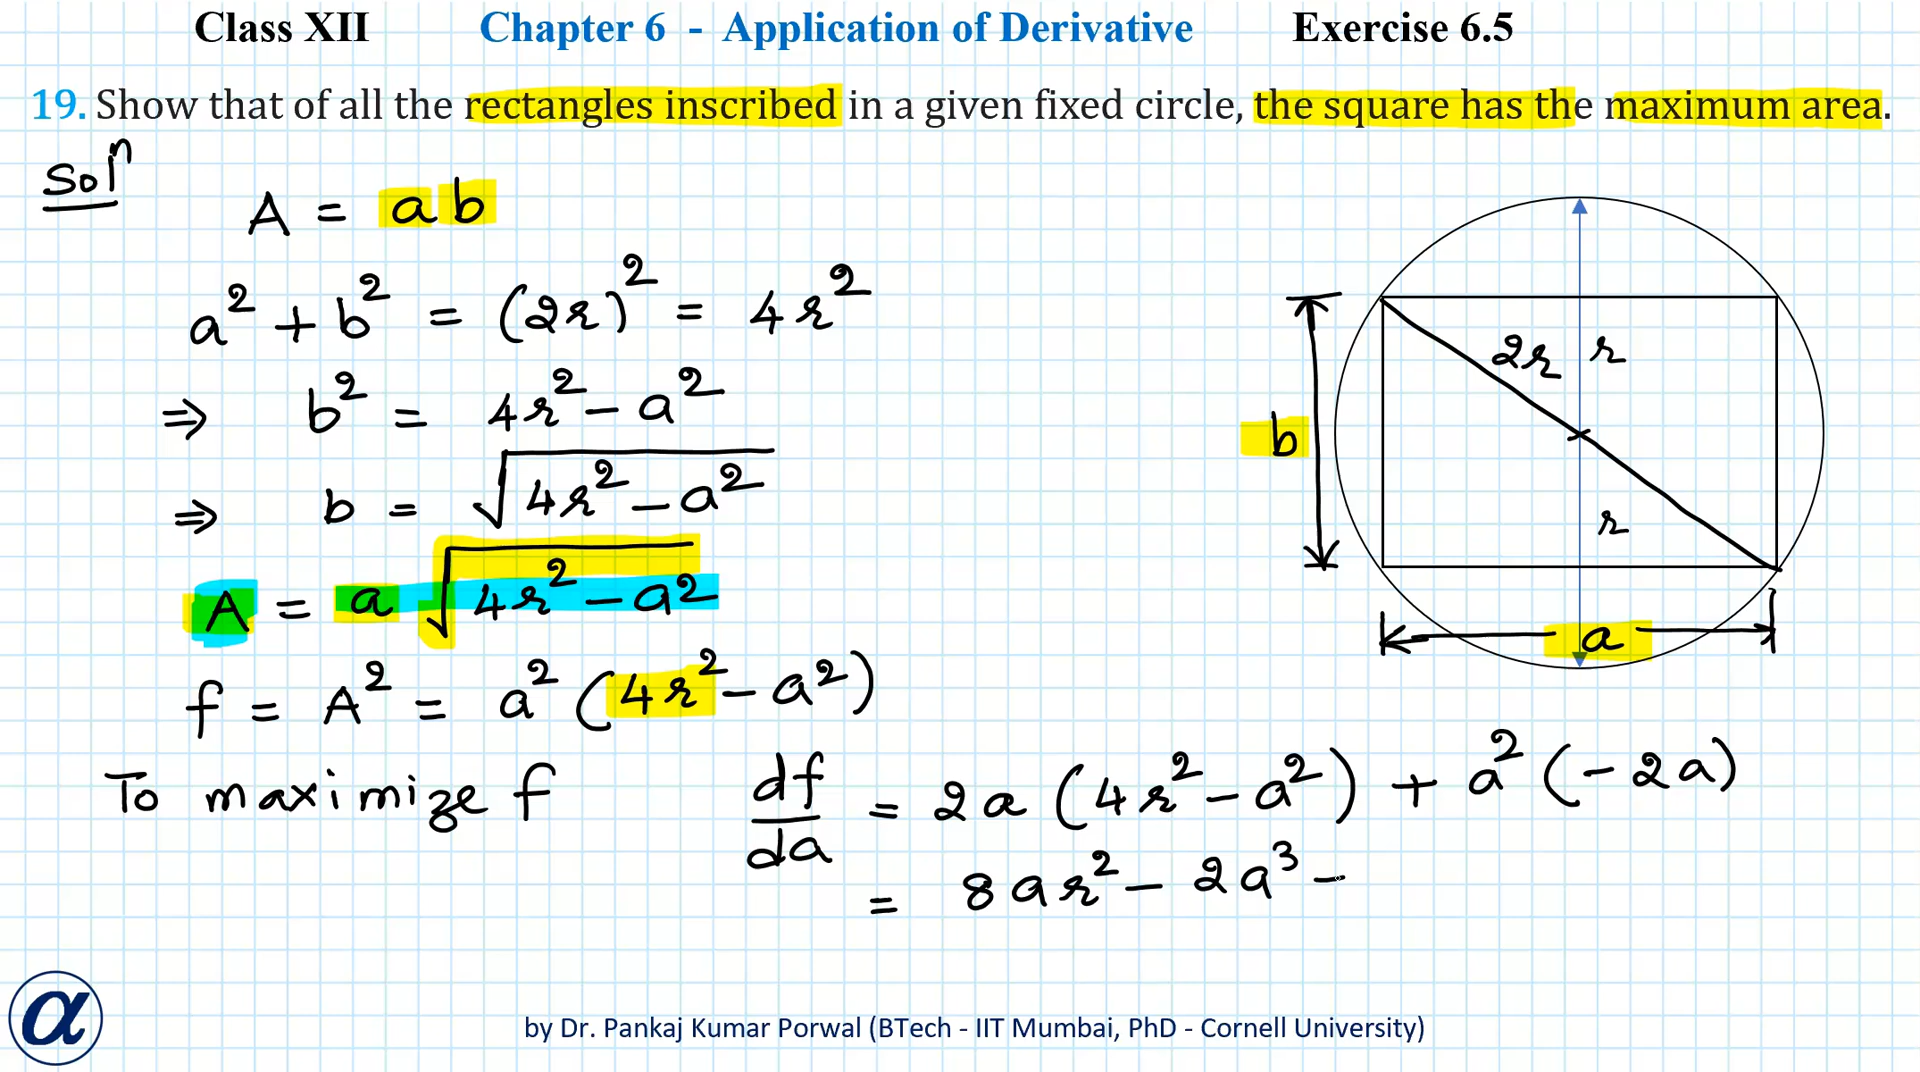 Class XII Chapter 6 - Application of Derivative Exercise 6.5
19. Show that of all the rectangles inscribed in a given fixed circle, the square has the maximum area.
Solⁿ
A = ab
a² + b² = (2r)² = 4r²
⇒ b² = 4r² - a²
⇒ b = √(4r² - a²)
A = a √(4r² - a²)
f = A² = a² (4r² - a²)
To maximize f df/da = 2a (4r² - a²) + a² (-2a)
= 8ar² - 2a³ -
2r r
b
r
a
α
by Dr. Pankaj Kumar Porwal (BTech - IIT Mumbai, PhD - Cornell University)